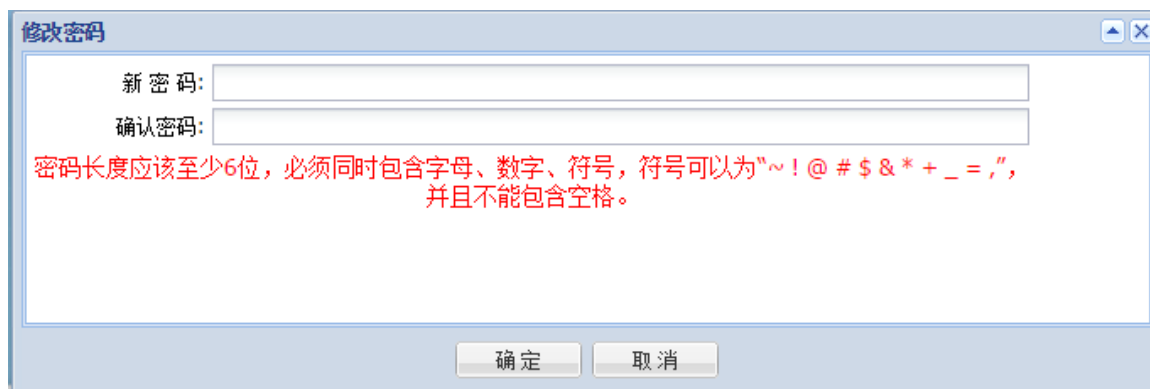 修改密码
新 密 码:
确认密码:
密码长度应该至少6位，必须同时包含字母、数字、符号，符号可以为“~ ! @ # $ & * + _ = ,”，
并且不能包含空格。
确 定 取 消